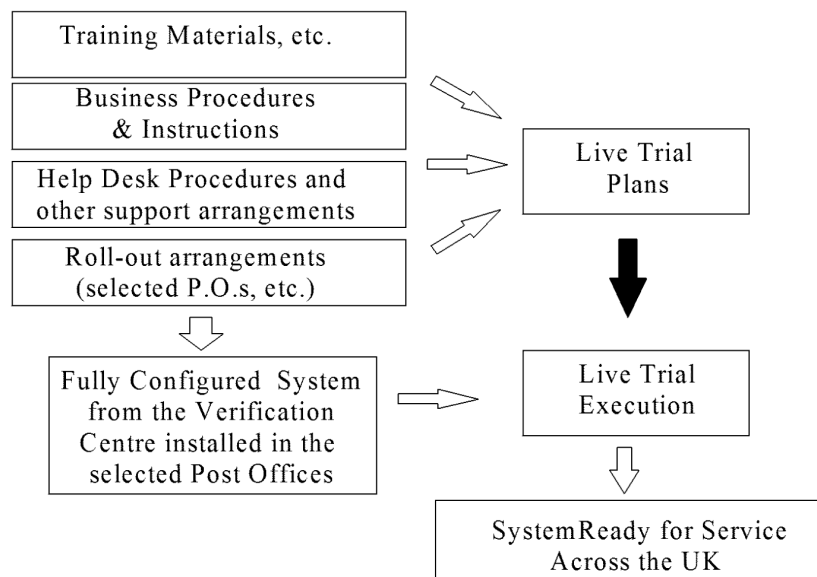 Training Materials, etc.
Business Procedures
& Instructions
Help Desk Procedures and
other support arrangements
Roll-out arrangements
(selected P.O.s, etc.)
Fully Configured System
from the Verification
Centre installed in the
selected Post Offices
Live Trial
Plans
Live Trial
Execution
SystemReady for Service
Across the UK